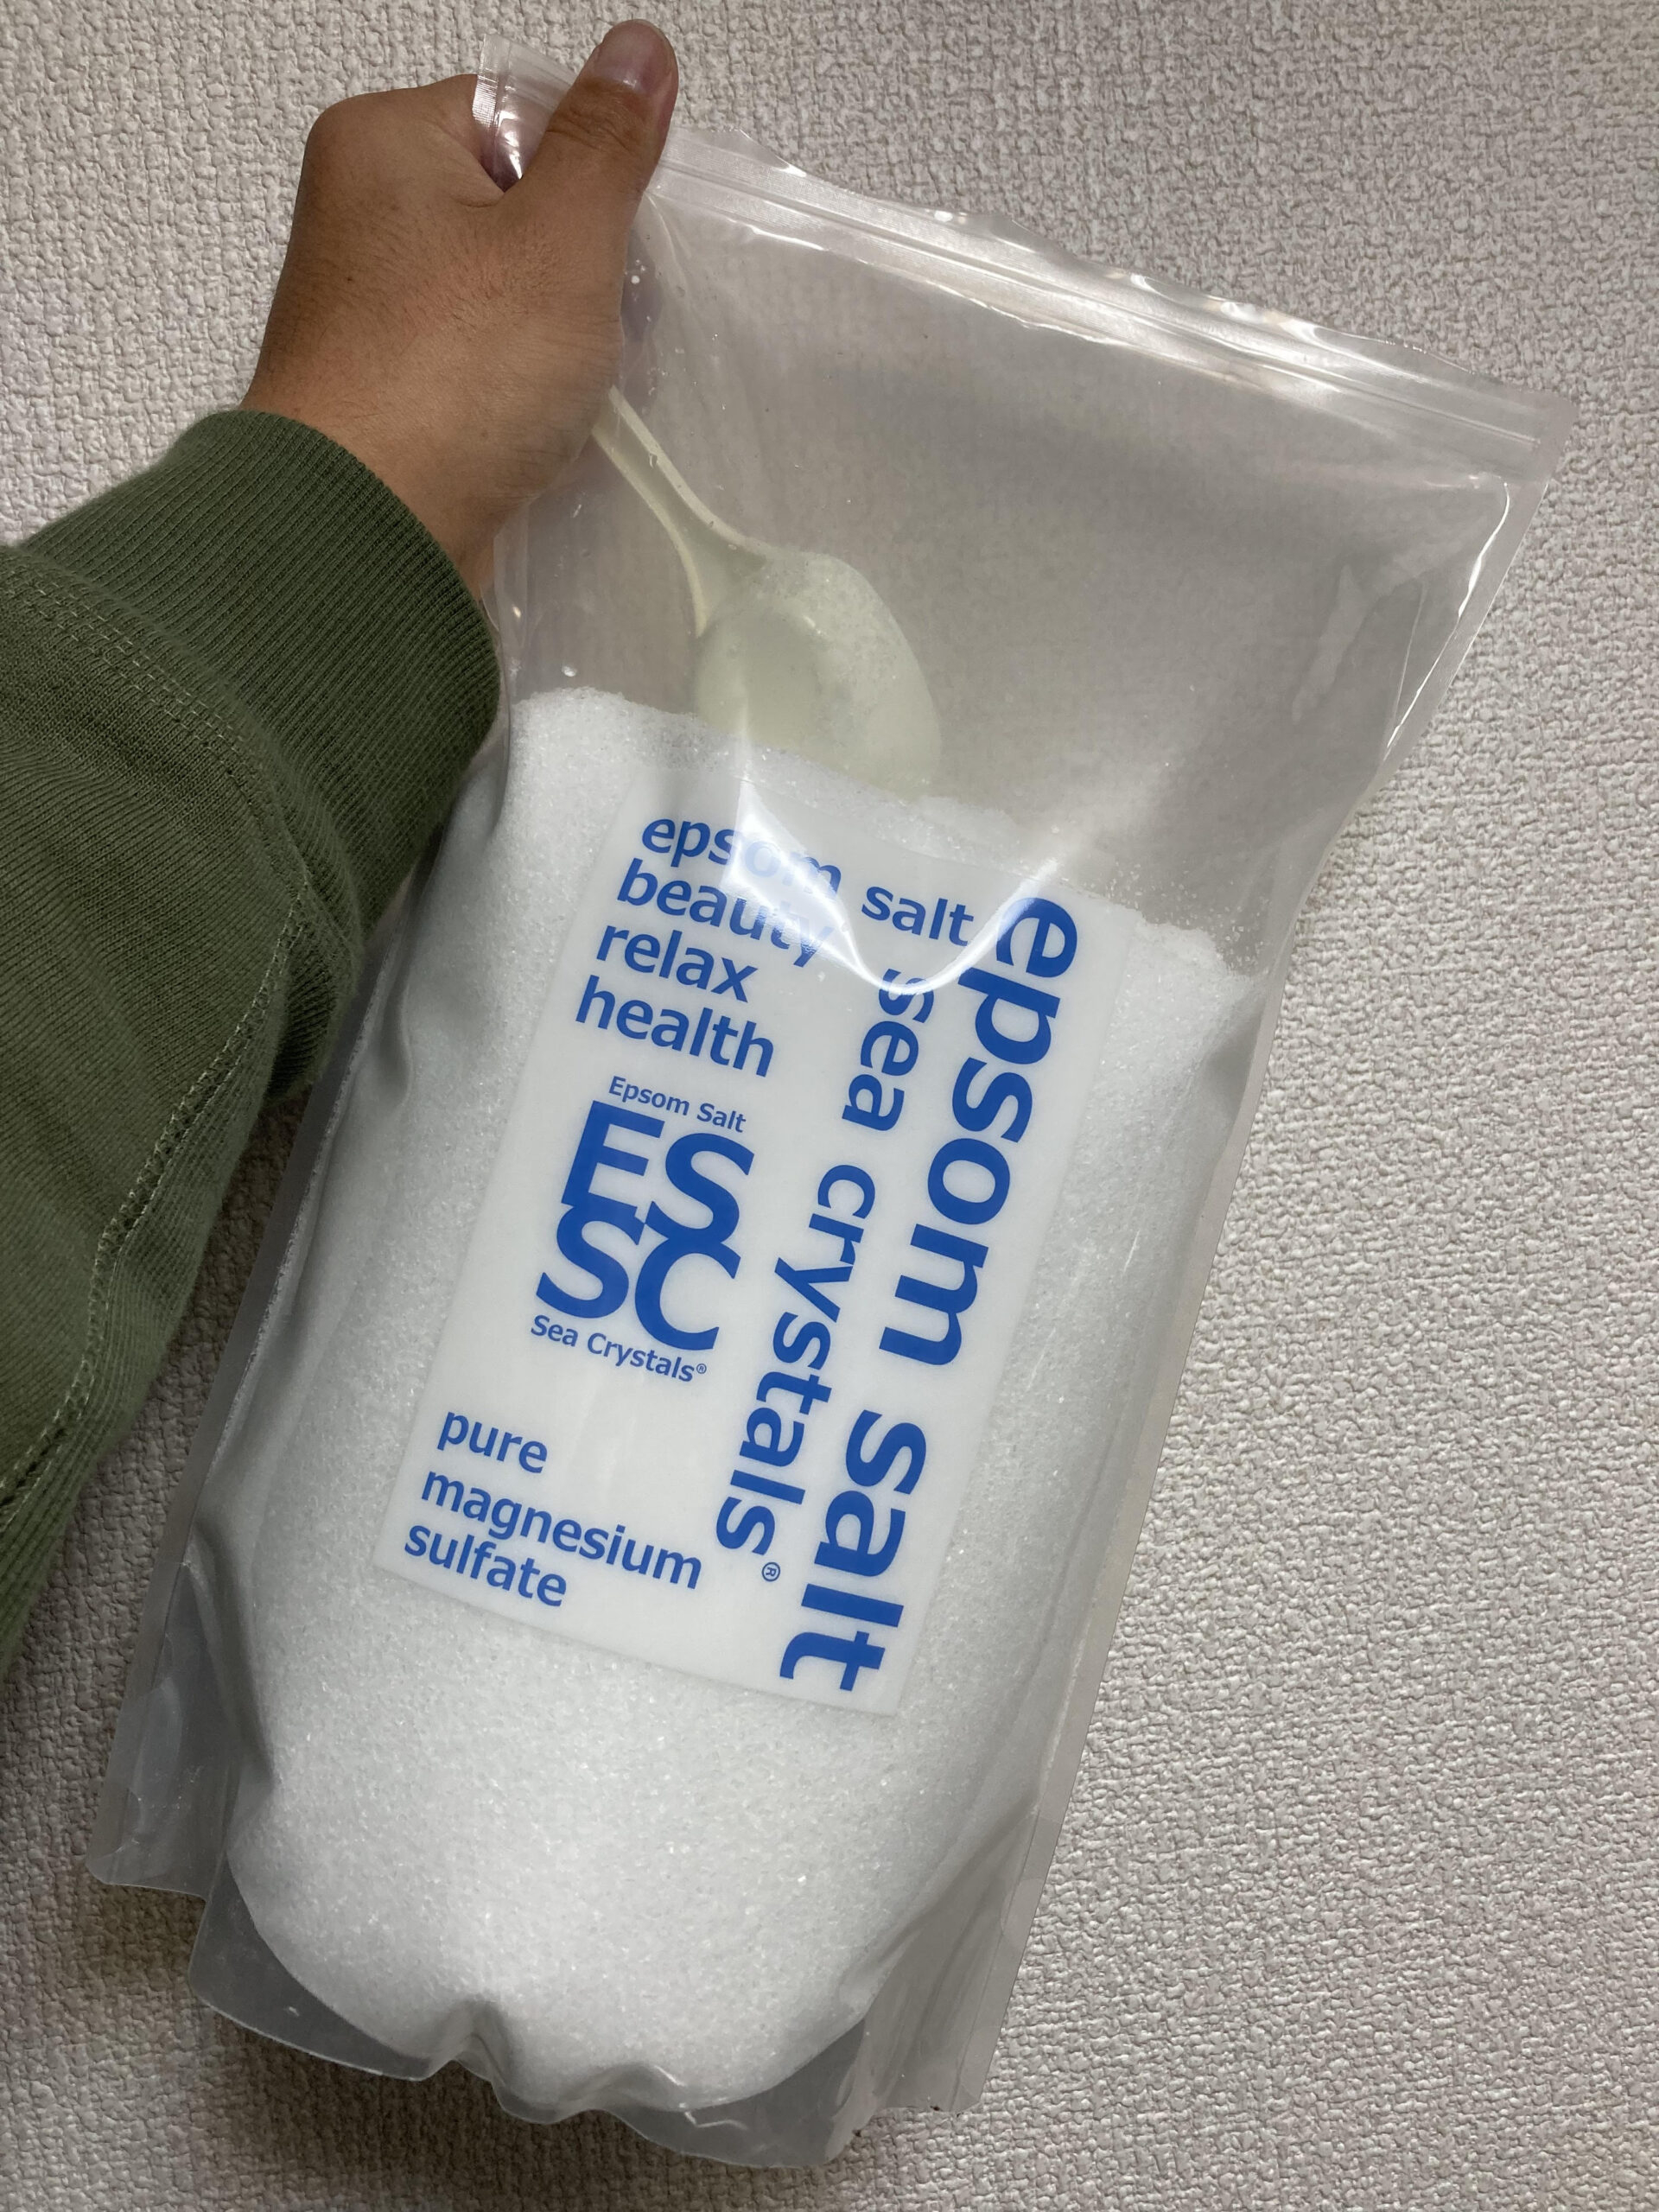 epsom salt
beauty
relax
health
Epsom Salt
ES
SC
Sea Crystals®
pure
magnesium
sulfate
epsom salt
sea crystals®